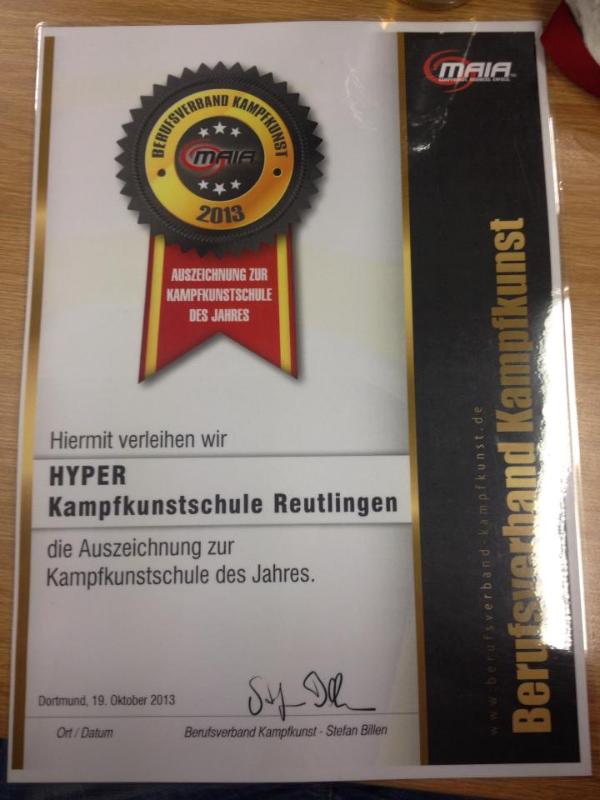 BERUFSVERBAND KAMPFKUNST
MAIA
2013
AUSZEICHNUNG ZUR
KAMPFKUNSTSCHULE
DES JAHRES
Hiermit verleihen wir
HYPER
Kampfkunstschule Reutlingen
die Auszeichnung zur
Kampfkunstschule des Jahres.
Dortmund, 19. Oktober 2013
Ort / Datum
Berufsverband Kampfkunst - Stefan Billen
MAIA
www.berufsverband-kampfkunst.de
Berufsverband Kampfkunst